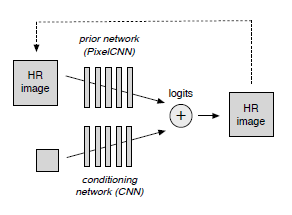 prior network
(PixelCNN)
HR
image
logits
+
HR
image
conditioning
network (CNN)